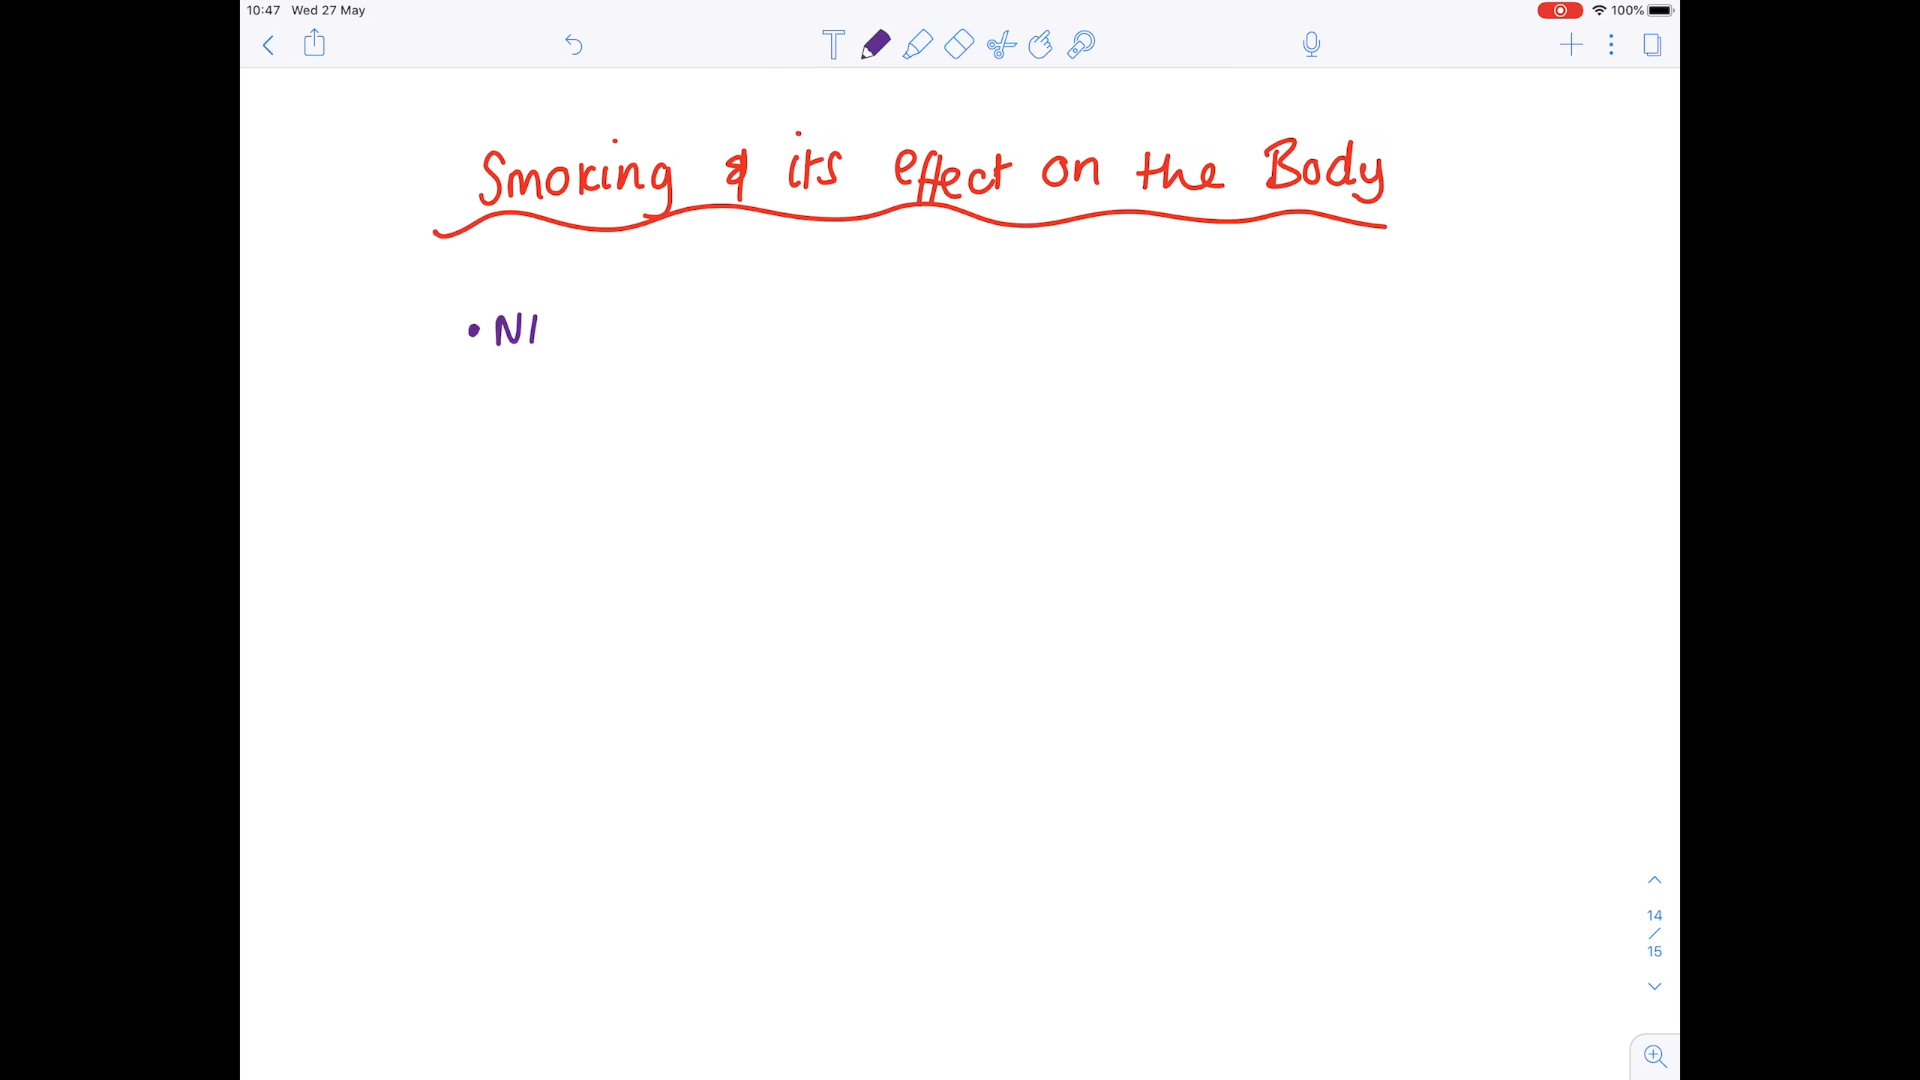 10:47 Wed 27 May
100%
T
Smoking & its effect on the Body
• NI
14
/
15